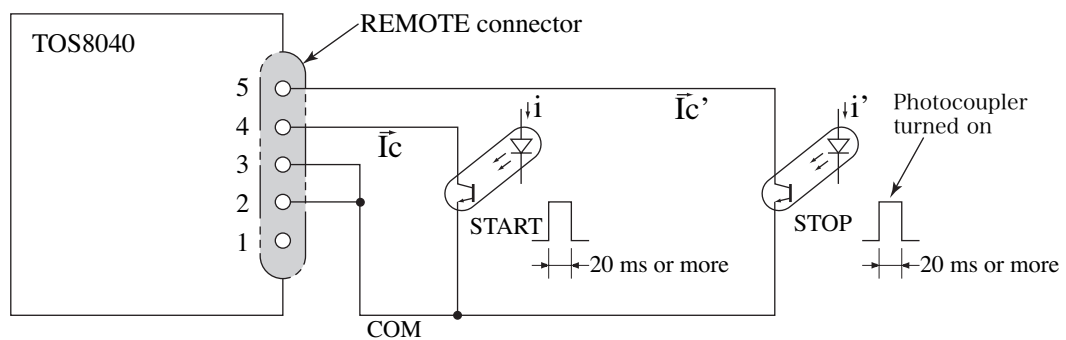 TOS8040
REMOTE connector
5
4
3
2
1
Ic
Ic'
i
i'
Photocoupler
turned on
START
STOP
20 ms or more
20 ms or more
COM